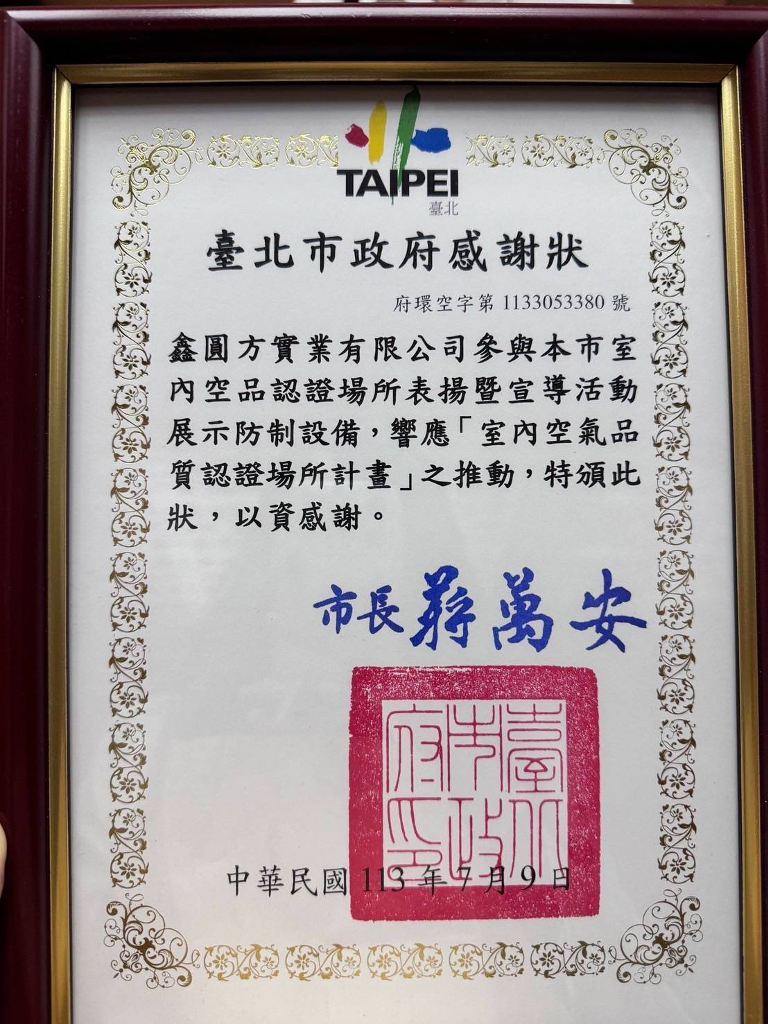 TAIPEI
臺北
臺北市政府感謝狀
府環空字第 1133053380 號
鑫圓方實業有限公司參與本市室
內空品認證場所表揚暨宣導活動
展示防制設備，響應「室內空氣品
質認證場所計畫」之推動，特頒此
狀，以資感謝。
市長 蔣萬安
臺北市政府印
中華民國 113 年 7 月 9 日